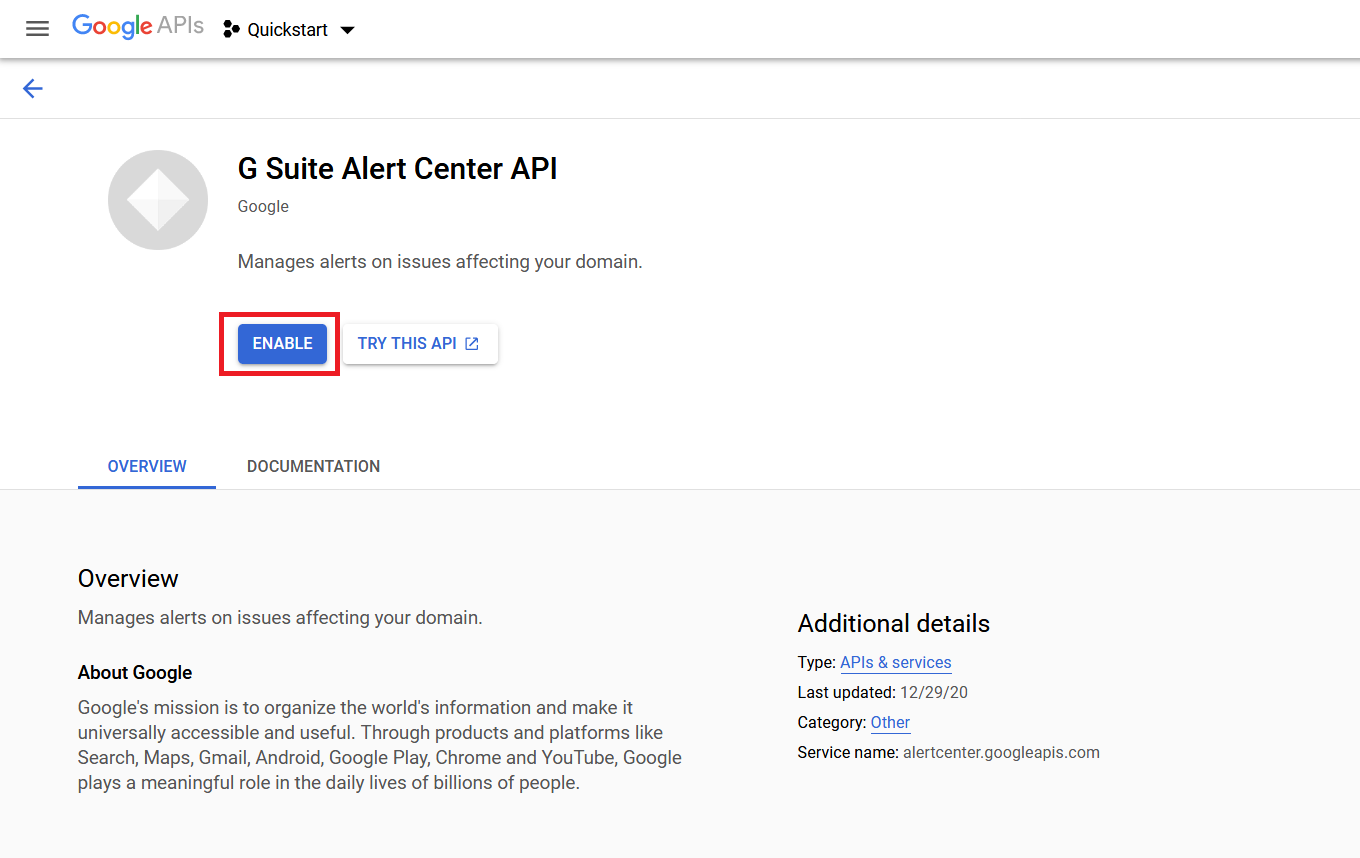 Google APIs Quickstart
G Suite Alert Center API
Google
Manages alerts on issues affecting your domain.
ENABLE TRY THIS API
OVERVIEW DOCUMENTATION
Overview
Manages alerts on issues affecting your domain.
About Google
Google's mission is to organize the world's information and make it
universally accessible and useful. Through products and platforms like
Search, Maps, Gmail, Android, Google Play, Chrome and YouTube, Google
plays a meaningful role in the daily lives of billions of people.
Additional details
Type: APIs & services
Last updated: 12/29/20
Category: Other
Service name: alertcenter.googleapis.com